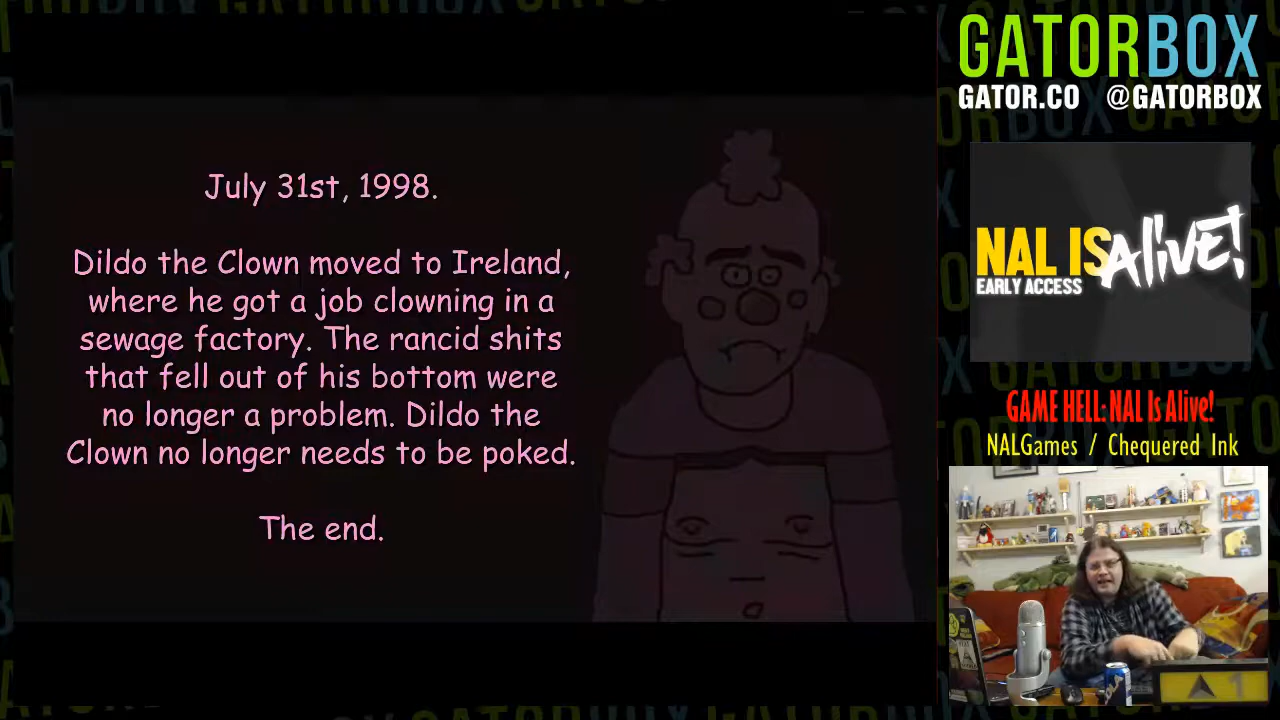 July 31st, 1998.
Dildo the Clown moved to Ireland,
where he got a job clowning in a
sewage factory. The rancid shits
that fell out of his bottom were
no longer a problem. Dildo the
Clown no longer needs to be poked.
The end.
GATORBOX
GATOR.CO @GATORBOX
NAL IS Alive!
EARLY ACCESS
GAME HELL: NAL Is Alive!
NALGames / Chequered Ink
1